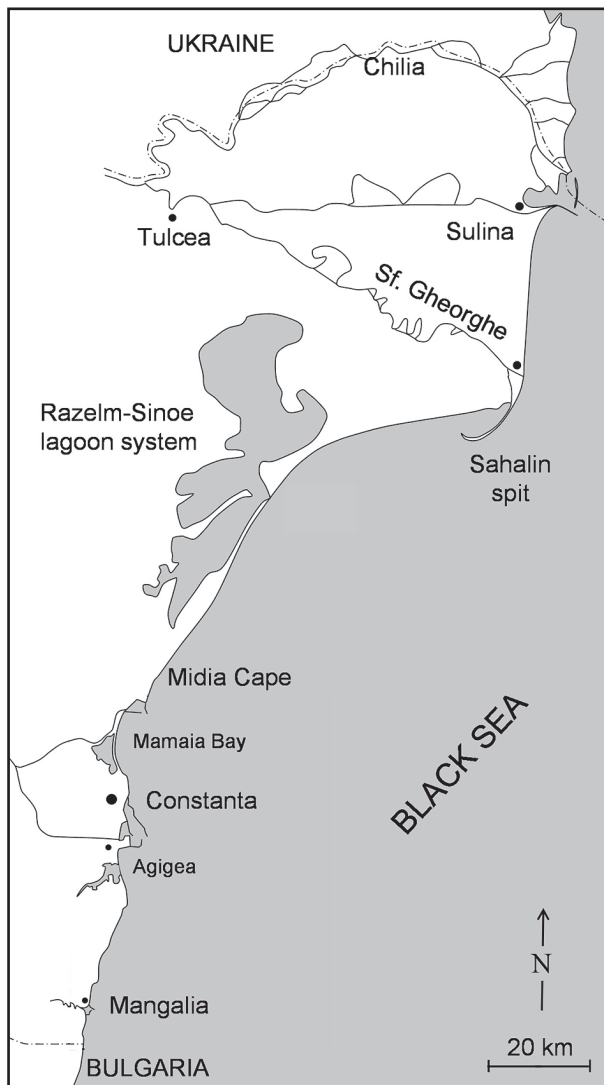 UKRAINE
Chilia
Tulcea
Sulina
Sf. Gheorghe
Razelm-Sinoe
lagoon system
Sahalin
spit
Midia Cape
Mamaia Bay
BLACK SEA
Constanta
Agigea
N
Mangalia
20 km
BULGARIA